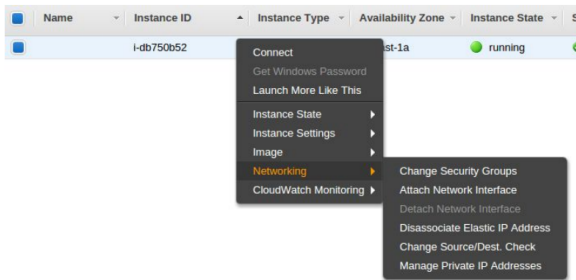 Name Instance ID Instance Type Availability Zone Instance State
i-db750b52 st-1a running
Connect
Get Windows Password
Launch More Like This
Instance State
Instance Settings
Image
Networking
CloudWatch Monitoring
Change Security Groups
Attach Network Interface
Detach Network Interface
Disassociate Elastic IP Address
Change Source/Dest. Check
Manage Private IP Addresses